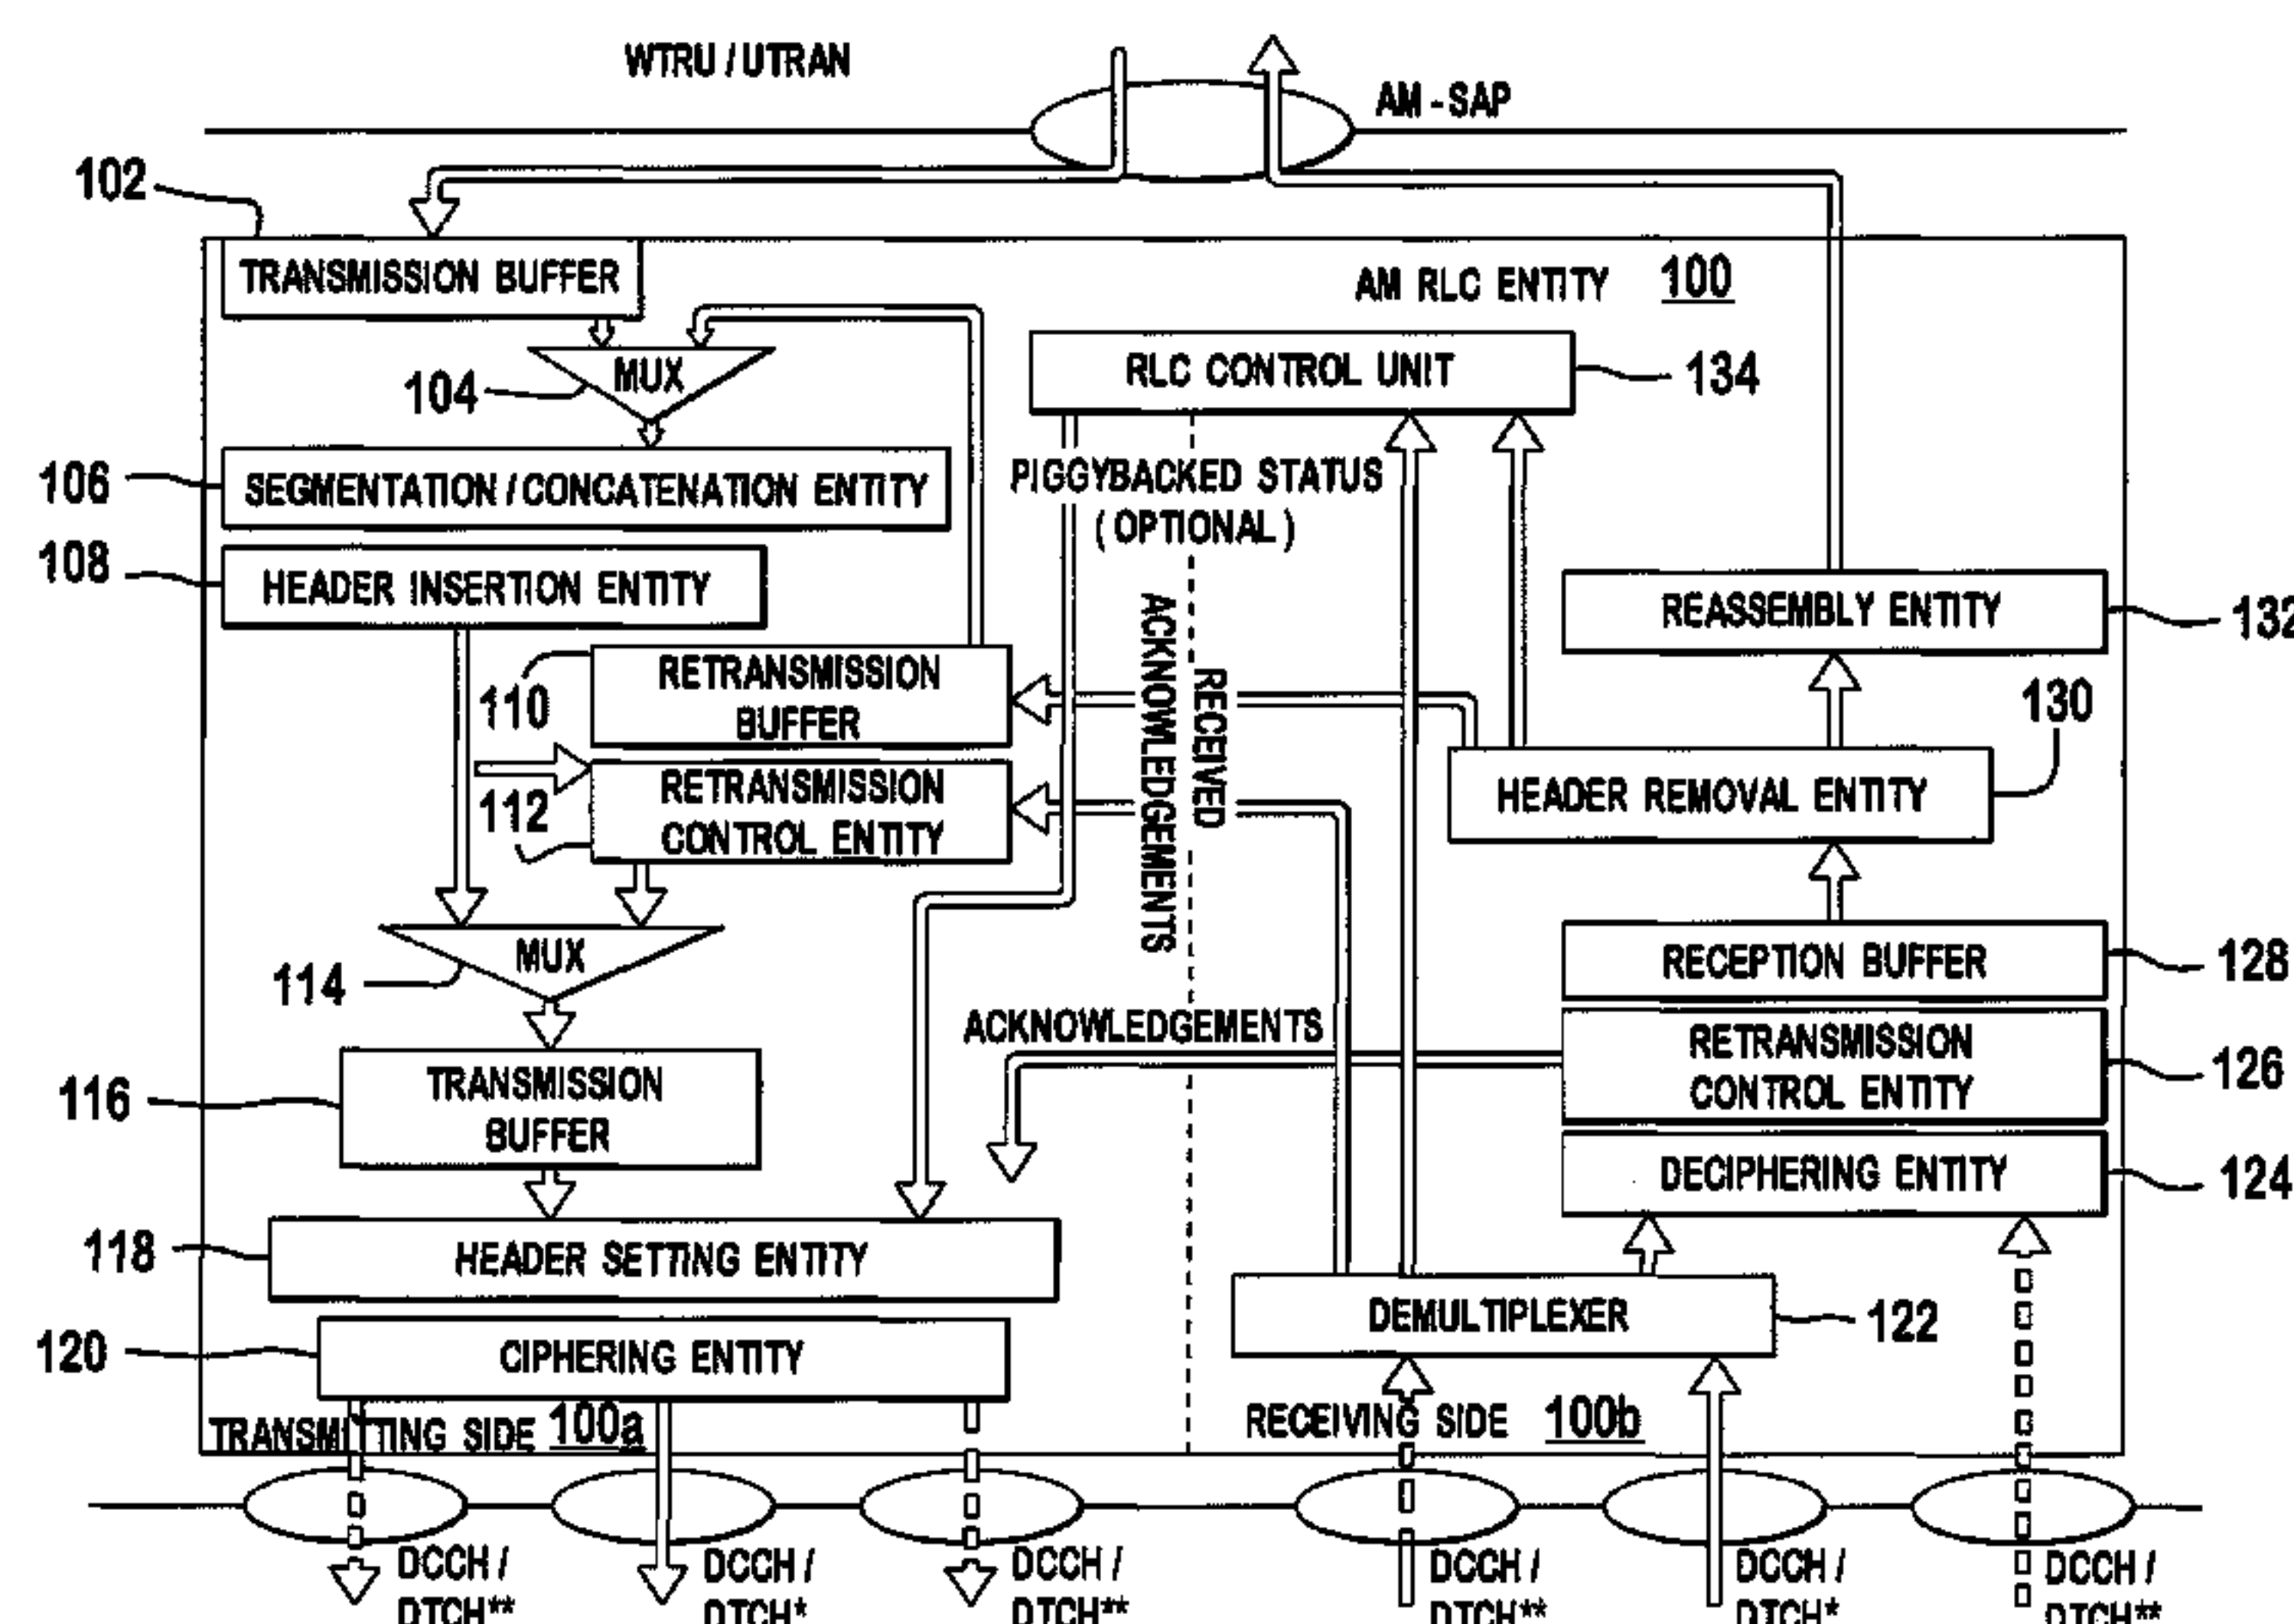 WTRU / UTRAN
AM - SAP
102
TRANSMISSION BUFFER
AM RLC ENTITY 100
MUX
104
RLC CONTROL UNIT
134
106
SEGMENTATION / CONCATENATION ENTITY
PIGGYBACKED STATUS
( OPTIONAL )
108
HEADER INSERTION ENTITY
REASSEMBLY ENTITY
132
110
RETRANSMISSION
BUFFER
RECEIVED
ACKNOWLEDGEMENTS
130
112
RETRANSMISSION
CONTROL ENTITY
HEADER REMOVAL ENTITY
MUX
114
RECEPTION BUFFER
128
ACKNOWLEDGEMENTS
RETRANSMISSION
CONTROL ENTITY
126
116
TRANSMISSION
BUFFER
DECIPHERING ENTITY
124
118
HEADER SETTING ENTITY
DEMULTIPLEXER
122
120
CIPHERING ENTITY
TRANSMITTING SIDE 100a
RECEIVING SIDE 100b
DCCH /
DTCH**
DCCH /
DTCH*
DCCH /
DTCH**
DCCH /
DTCH**
DCCH /
DTCH*
DCCH /
DTCH**